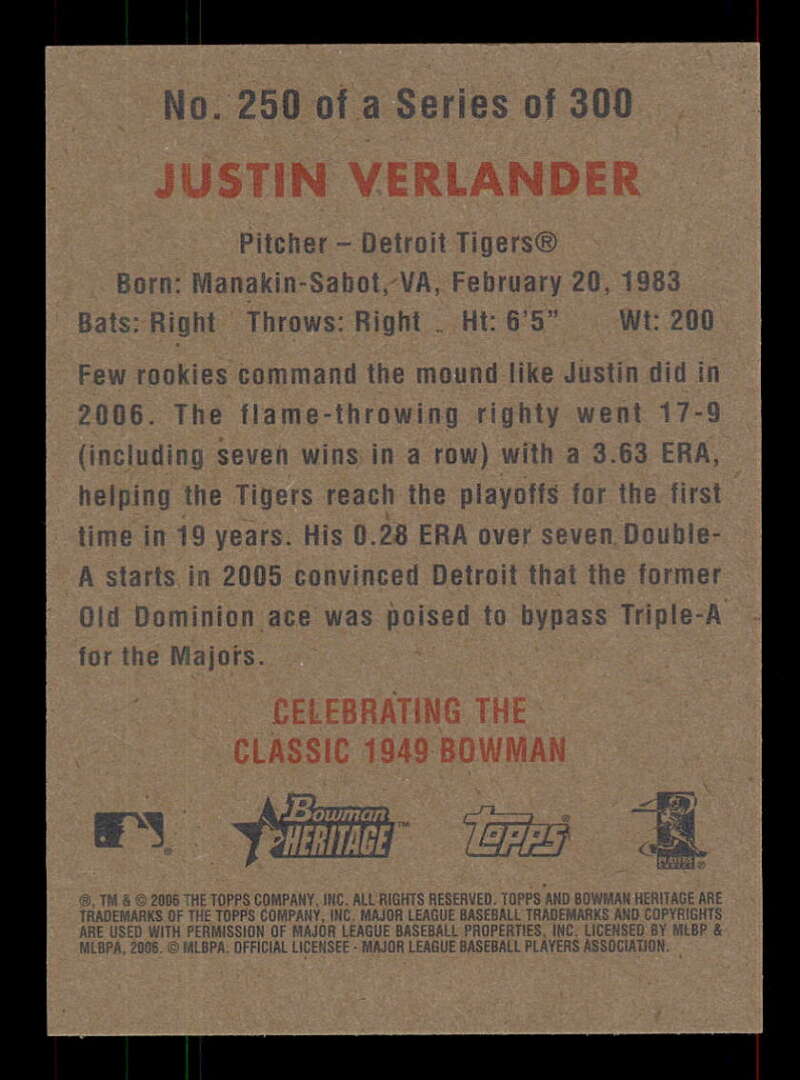 No. 250 of a Series of 300
JUSTIN VERLANDER
Pitcher – Detroit Tigers®
Born: Manakin-Sabot, VA, February 20, 1983
Bats: Right Throws: Right Ht: 6'5" Wt: 200
Few rookies command the mound like Justin did in
2006. The flame-throwing righty went 17-9
(including seven wins in a row) with a 3.63 ERA,
helping the Tigers reach the playoffs for the first
time in 19 years. His 0.28 ERA over seven Double-
A starts in 2005 convinced Detroit that the former
Old Dominion ace was poised to bypass Triple-A
for the Majors.
CELEBRATING THE
CLASSIC 1949 BOWMAN
Bowman HERITAGE™ Topps® PLAYERS CHOICE®
®, TM & © 2006 THE TOPPS COMPANY, INC. ALL RIGHTS RESERVED. TOPPS AND BOWMAN HERITAGE ARE
TRADEMARKS OF THE TOPPS COMPANY, INC. MAJOR LEAGUE BASEBALL TRADEMARKS AND COPYRIGHTS
ARE USED WITH PERMISSION OF MAJOR LEAGUE BASEBALL PROPERTIES, INC. LICENSED BY MLBP &
MLBPA, 2006. © MLBPA. OFFICIAL LICENSEE - MAJOR LEAGUE BASEBALL PLAYERS ASSOCIATION.